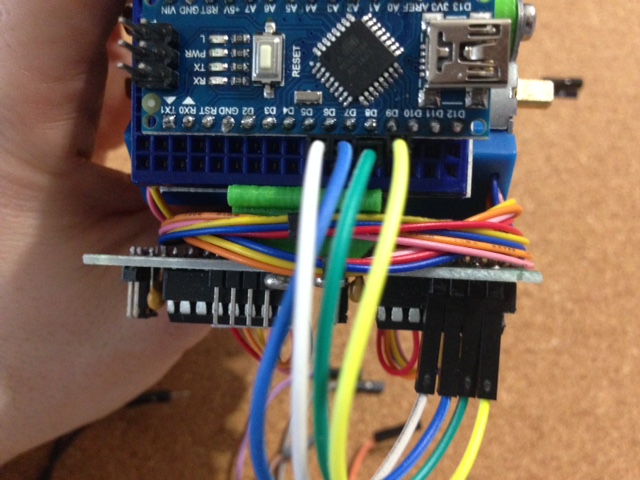 VIN GND RST +5V A7 A6 A5 A4 A3 A2 A1 A0 AREF 3V3 D13
L
PWR
TX
RX
RESET
1
TX1 RX0 RST GND D2 D3 D4 D5 D6 D7 D8 D9 D10 D11 D12